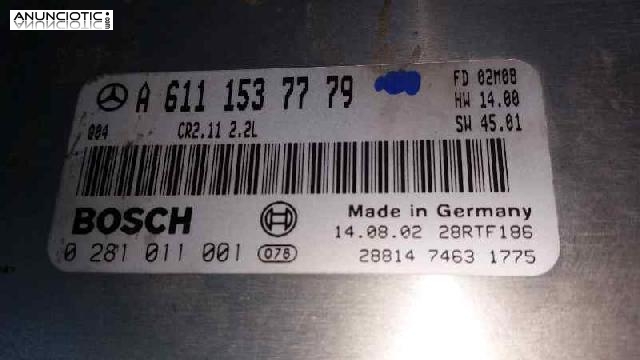 ANUNCIOTIC.com
A 611 153 77 79
FD 02M08
HW 14.00
SW 45.01
004 CR2.11 2.2L
BOSCH
Made in Germany
0 281 011 001 078
14.08.02 28RTF186
28814 7463 1775